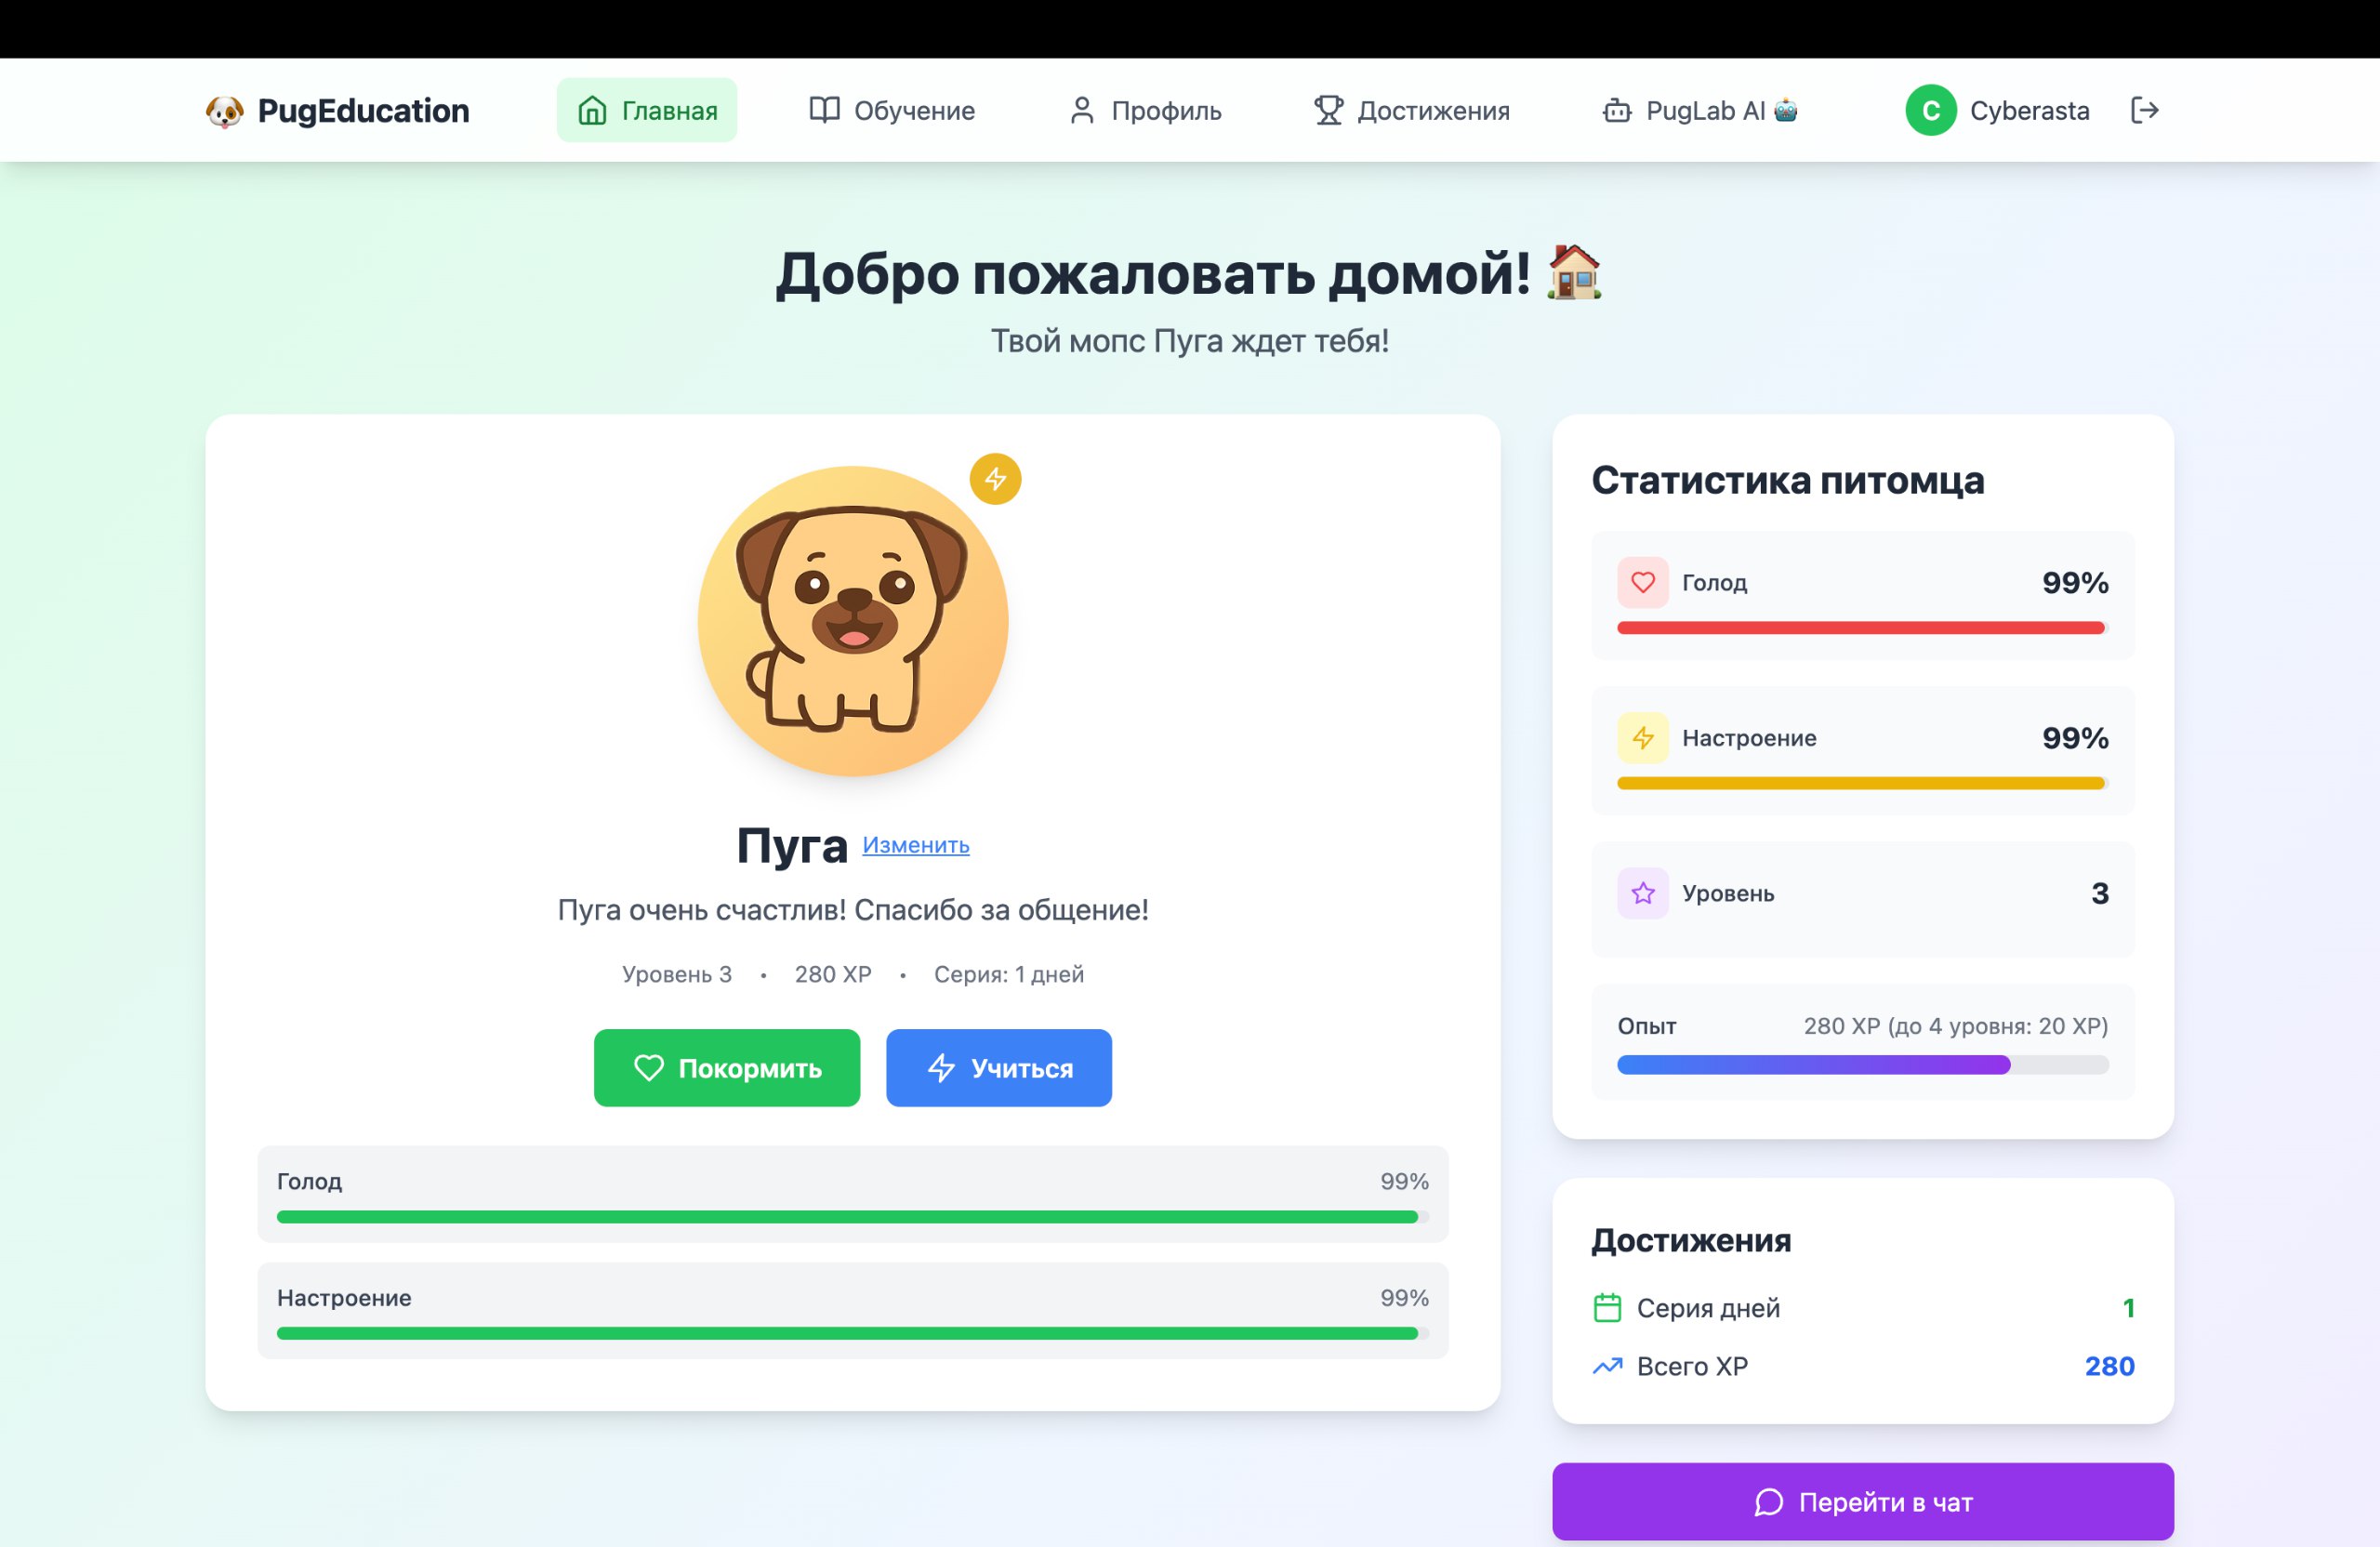 PugEducation
Главная
Обучение
Профиль
Достижения
PugLab AI 🤖
C
Cyberasta
Добро пожаловать домой! 🏠
Твой мопс Пуга ждет тебя!
Пуга Изменить
Пуга очень счастлив! Спасибо за общение!
Уровень 3 • 280 XP • Серия: 1 дней
Покормить
Учиться
Голод 99%
Настроение 99%
Статистика питомца
Голод 99%
Настроение 99%
Уровень 3
Опыт 280 XP (до 4 уровня: 20 XP)
Достижения
Серия дней 1
Всего XP 280
Перейти в чат